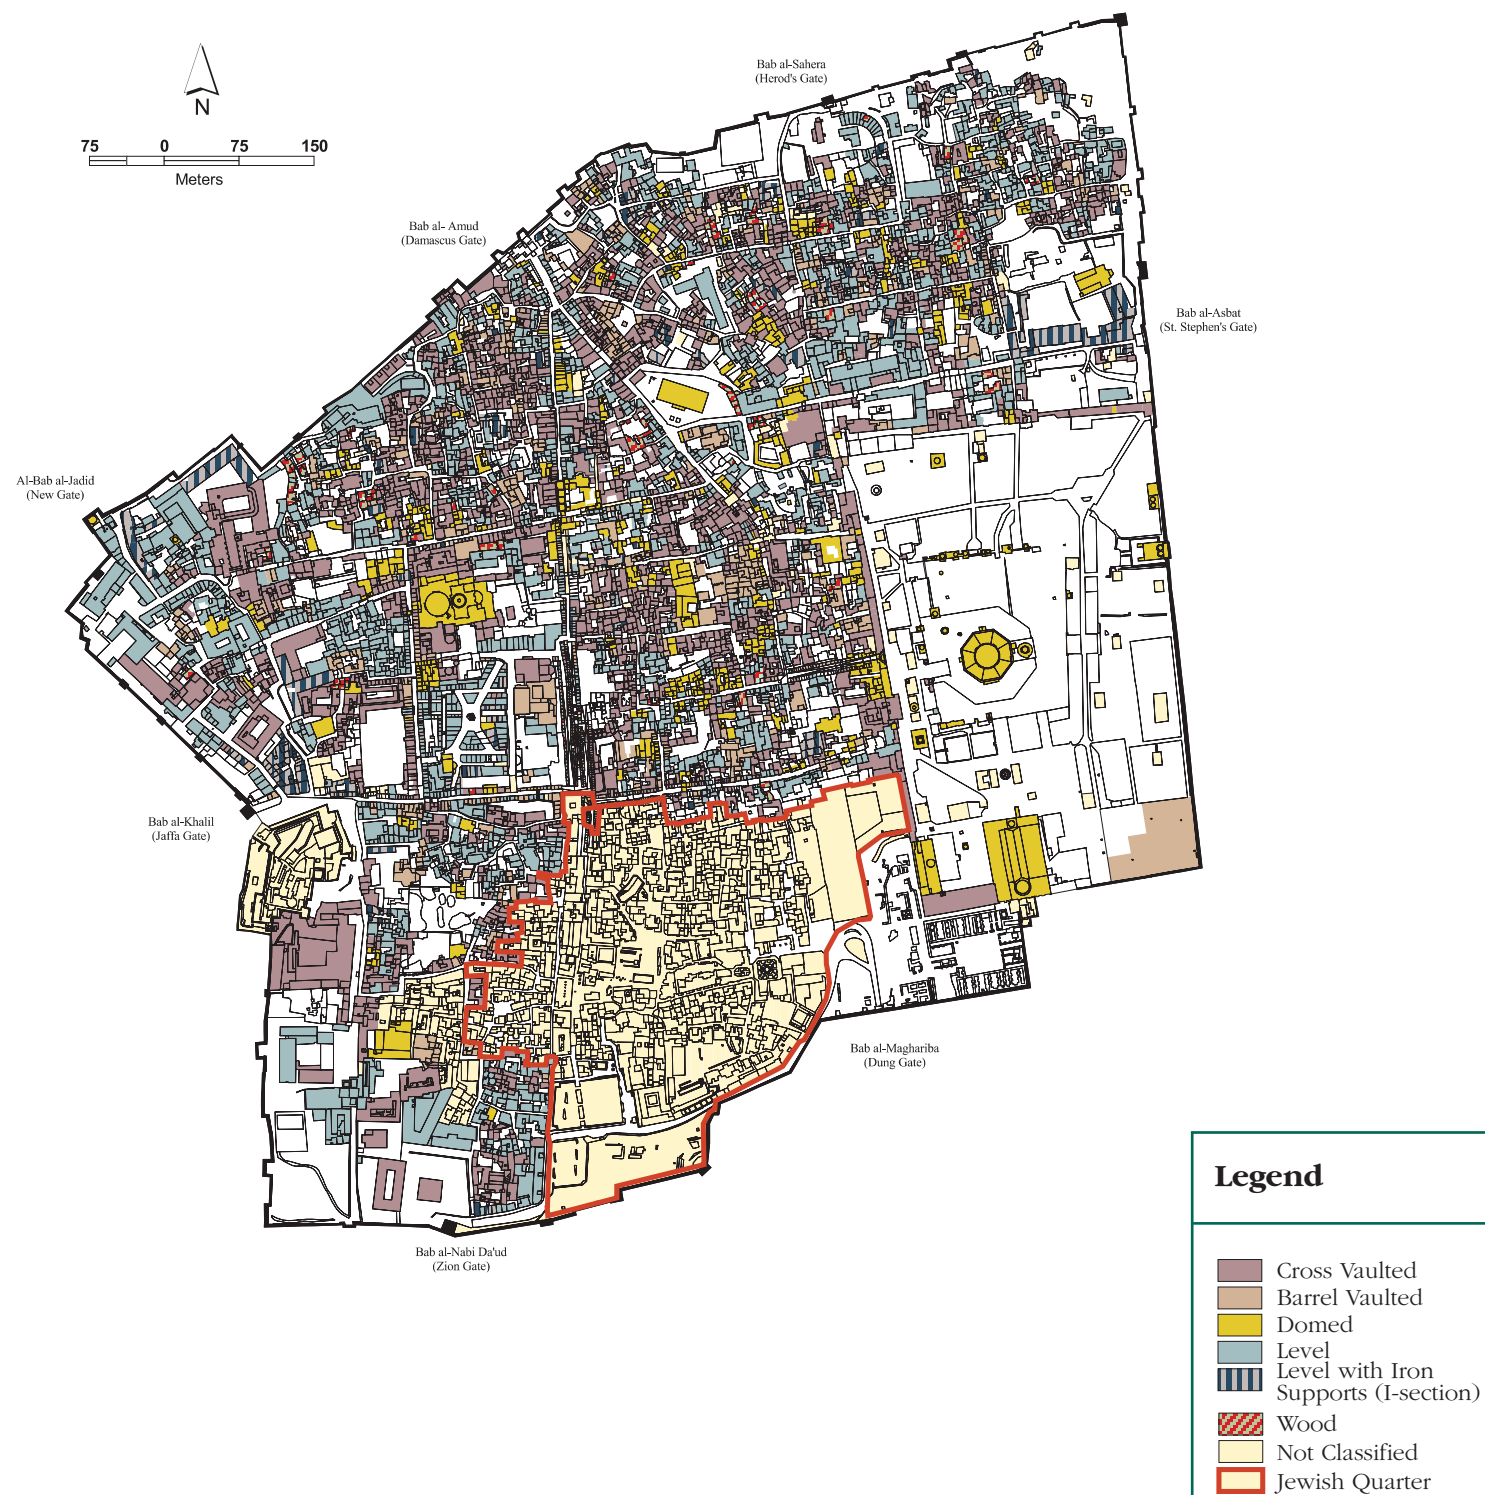 Bab al-Sahera
(Herod's Gate)
N
75 0 75 150
Meters
Bab al- Amud
(Damascus Gate)
Bab al-Asbat
(St. Stephen's Gate)
Al-Bab al-Jadid
(New Gate)
Bab al-Khalil
(Jaffa Gate)
Bab al-Maghariba
(Dung Gate)
Bab al-Nabi Da'ud
(Zion Gate)
Legend
Cross Vaulted
Barrel Vaulted
Domed
Level
Level with Iron
Supports (I-section)
Wood
Not Classified
Jewish Quarter